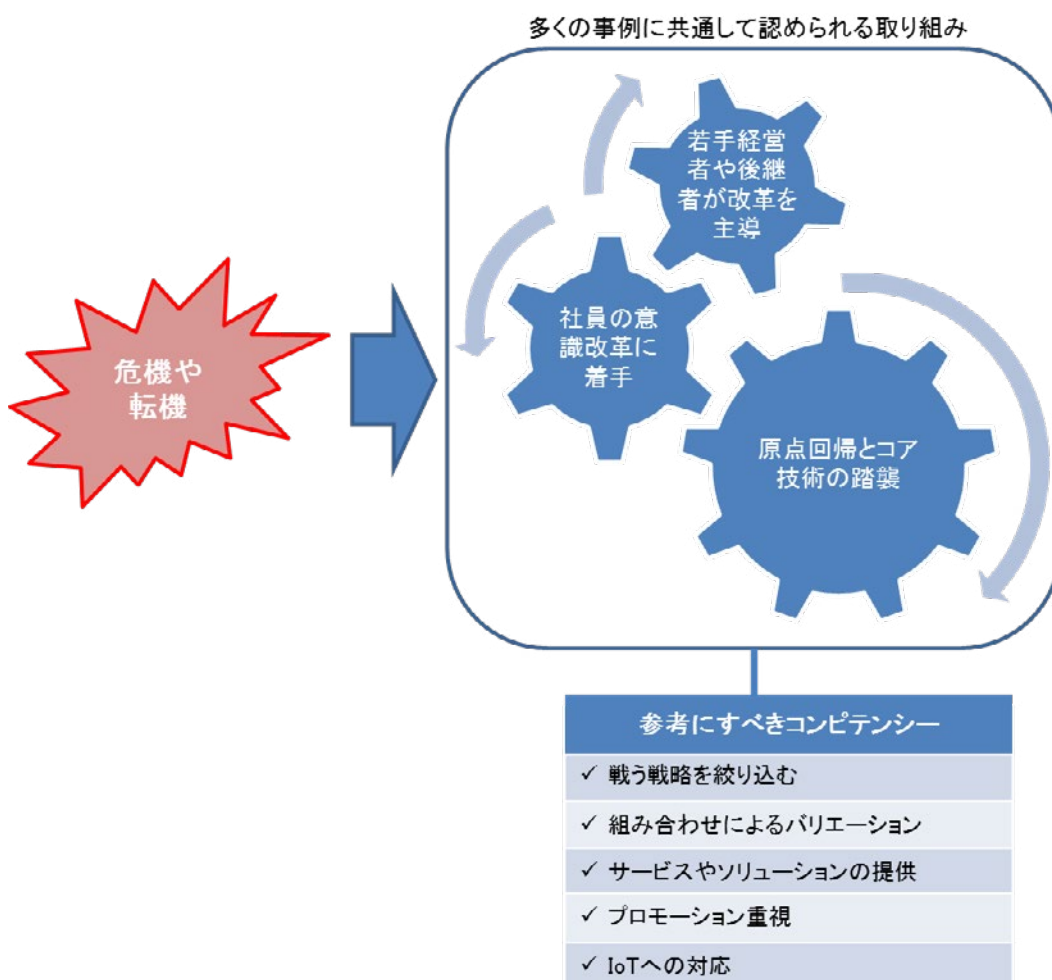 多くの事例に共通して認められる取り組み
若手経営
者や後継
者が改革を
主導
社員の意
識改革に
着手
危機や
転機
原点回帰とコア
技術の踏襲
参考にすべきコンピテンシー
✓ 戦う戦略を絞り込む
✓ 組み合わせによるバリエーション
✓ サービスやソリューションの提供
✓ プロモーション重視
✓ IoTへの対応